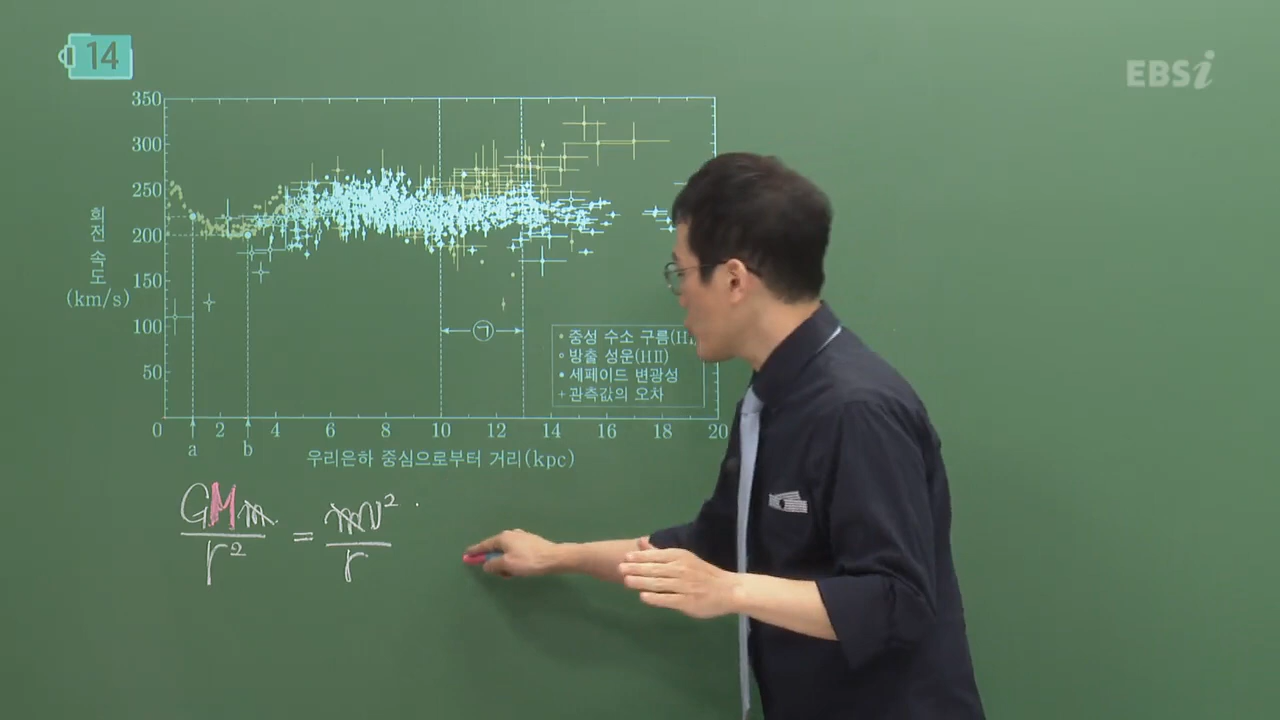 14
EBSi
350
300
250
200
150
100
50
회전 속도
(km/s)
㉠
• 중성 수소 구름(HI
∘ 방출 성운(HⅡ)
• 세페이드 변광성
+ 관측값의 오차
0 2 4 6 8 10 12 14 16 18 20
a b
우리은하 중심으로부터 거리(kpc)
GMm/r² = mv²/r